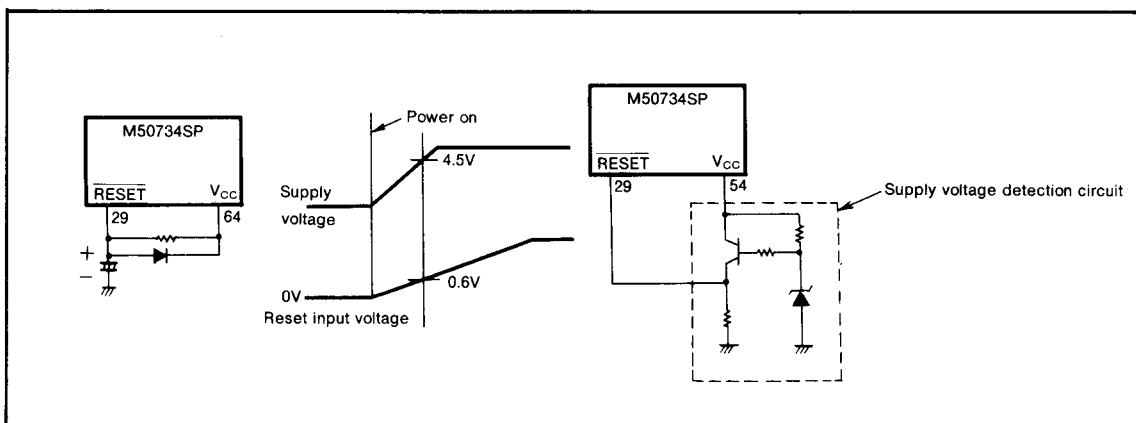 M50734SP
RESET
VCC
29
64
+
−
Power on
4.5V
Supply
voltage
0.6V
0V
Reset input voltage
M50734SP
RESET
VCC
29
54
Supply voltage detection circuit